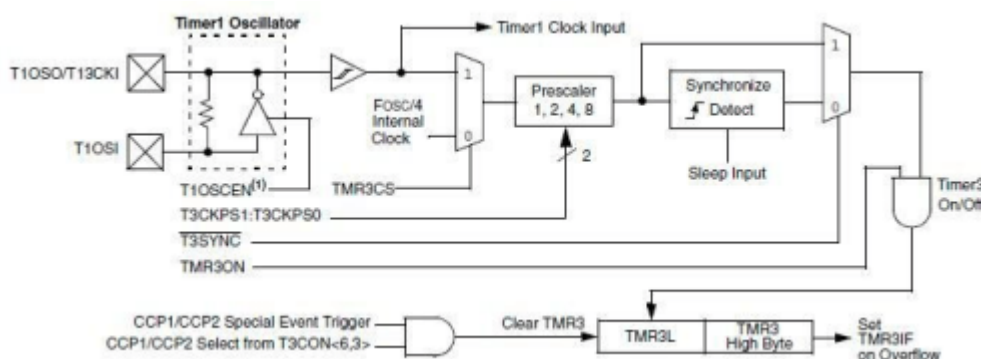 Timer1 Oscillator
Timer1 Clock Input
T1OSO/T13CKI
1
1
FOSC/4
Internal
Clock
Prescaler
1, 2, 4, 8
Synchronize
Detect
0
0
2
T1OSI
Sleep Input
T1OSCEN(1)
TMR3CS
Timer3
On/Off
T3CKPS1:T3CKPS0
T3SYNC
TMR3ON
CCP1/CCP2 Special Event Trigger
CCP1/CCP2 Select from T3CON<6,3>
Clear TMR3
TMR3L
TMR3
High Byte
Set
TMR3IF
on Overflow